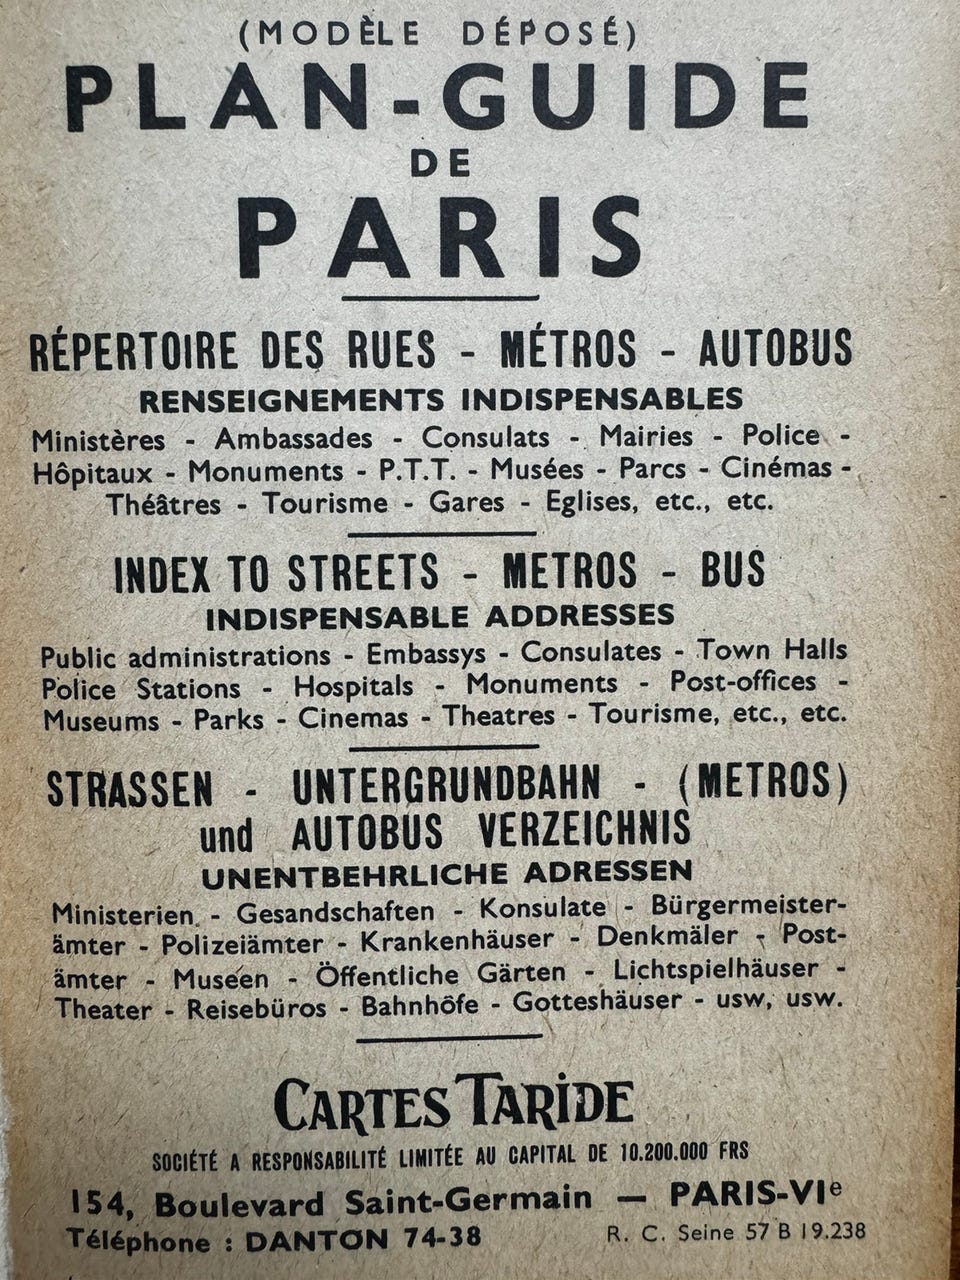 (MODÈLE DÉPOSÉ)
PLAN-GUIDE
DE
PARIS
RÉPERTOIRE DES RUES - MÉTROS - AUTOBUS
RENSEIGNEMENTS INDISPENSABLES
Ministères - Ambassades - Consulats - Mairies - Police -
Hôpitaux - Monuments - P.T.T. - Musées - Parcs - Cinémas -
Théâtres - Tourisme - Gares - Eglises, etc., etc.
INDEX TO STREETS - METROS - BUS
INDISPENSABLE ADDRESSES
Public administrations - Embassys - Consulates - Town Halls
Police Stations - Hospitals - Monuments - Post-offices -
Museums - Parks - Cinemas - Theatres - Tourisme, etc., etc.
STRASSEN - UNTERGRUNDBAHN - (METROS)
und AUTOBUS VERZEICHNIS
UNENTBEHRLICHE ADRESSEN
Ministerien - Gesandschaften - Konsulate - Bürgermeister-
ämter - Polizeiämter - Krankenhäuser - Denkmäler - Post-
ämter - Museen - Öffentliche Gärten - Lichtspielhäuser -
Theater - Reisebüros - Bahnhôfe - Gotteshäuser - usw, usw.
CARTES TARIDE
SOCIÉTÉ A RESPONSABILITÉ LIMITÉE AU CAPITAL DE 10.200.000 FRS
154, Boulevard Saint-Germain — PARIS-VIe
Téléphone : DANTON 74-38 R. C. Seine 57 B 19.238